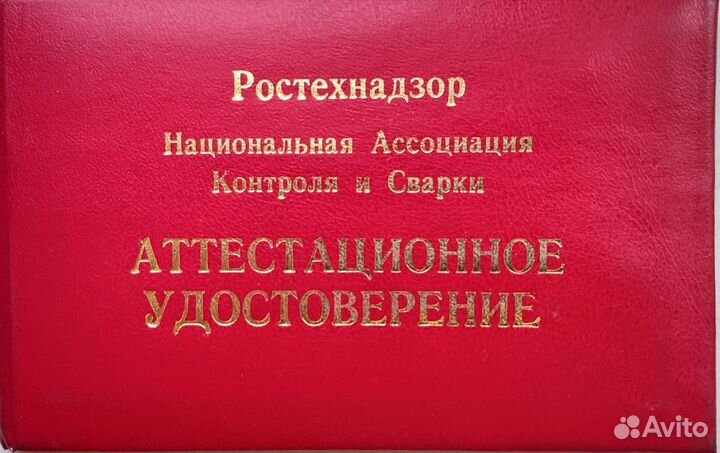 Ростехнадзор
Национальная Ассоциация
Контроля и Сварки
АТТЕСТАЦИОННОЕ
УДОСТОВЕРЕНИЕ
Avito